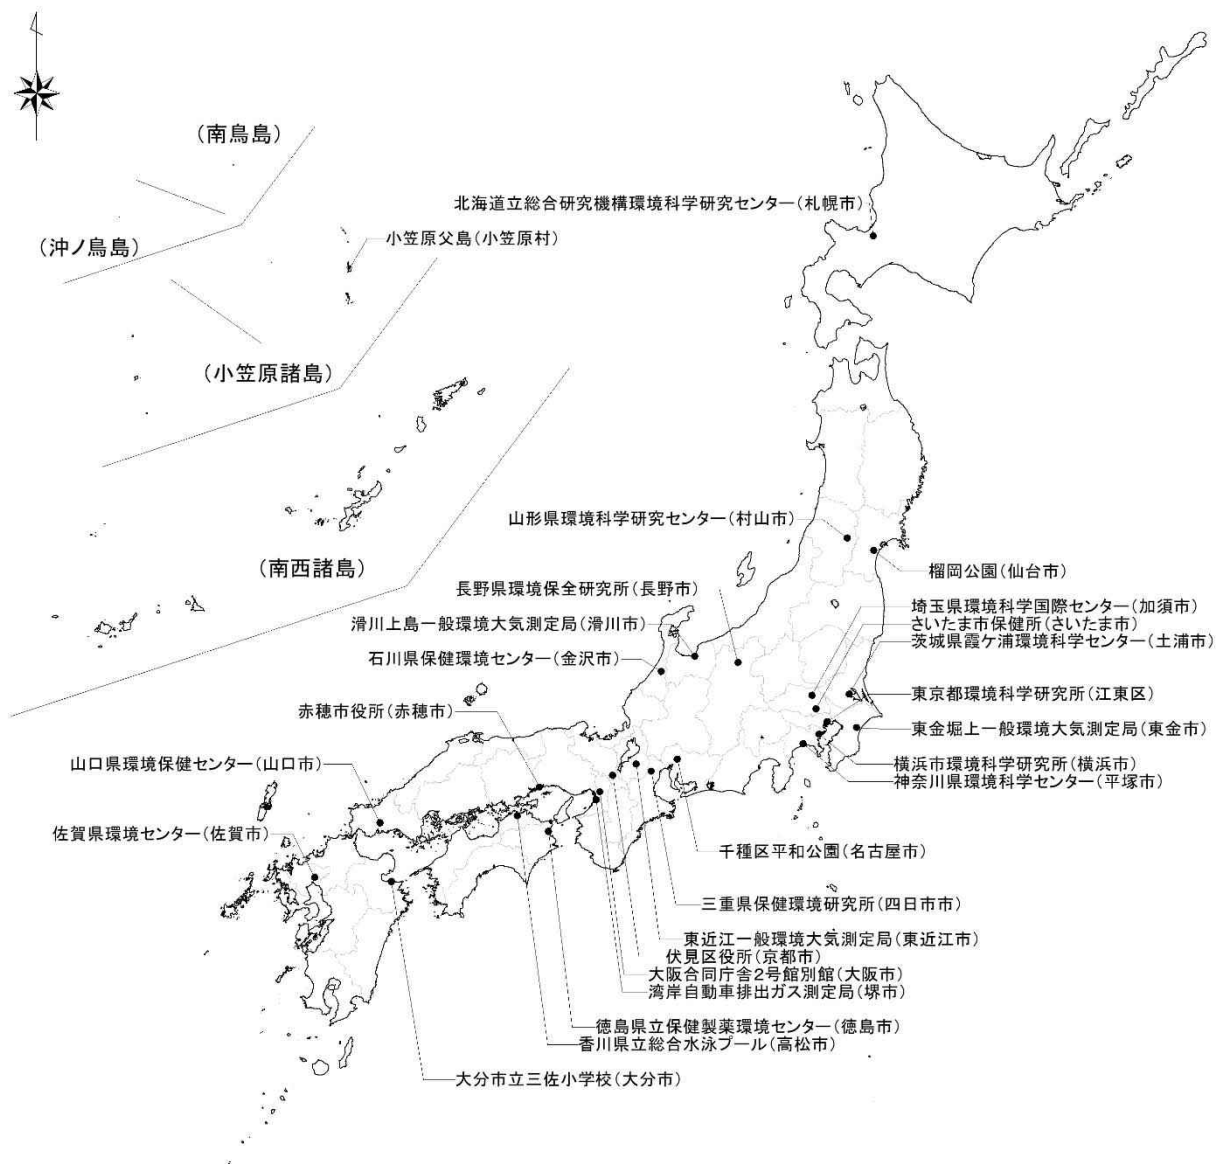 (南鳥島)
北海道立総合研究機構環境科学研究センター(札幌市)
(沖ノ鳥島)
小笠原父島(小笠原村)
(小笠原諸島)
山形県環境科学研究センター(村山市)
(南西諸島)
榴岡公園(仙台市)
長野県環境保全研究所(長野市)
埼玉県環境科学国際センター(加須市)
滑川上島一般環境大気測定局(滑川市)
さいたま市保健所(さいたま市)
茨城県霞ケ浦環境科学センター(土浦市)
石川県保健環境センター(金沢市)
東京都環境科学研究所(江東区)
赤穂市役所(赤穂市)
東金堀上一般環境大気測定局(東金市)
山口県環境保健センター(山口市)
横浜市環境科学研究所(横浜市)
神奈川県環境科学センター(平塚市)
佐賀県環境センター(佐賀市)
千種区平和公園(名古屋市)
三重県保健環境研究所(四日市市)
東近江一般環境大気測定局(東近江市)
伏見区役所(京都市)
大阪合同庁舎2号館別館(大阪市)
湾岸自動車排出ガス測定局(堺市)
徳島県立保健製薬環境センター(徳島市)
香川県立総合水泳プール(高松市)
大分市立三佐小学校(大分市)